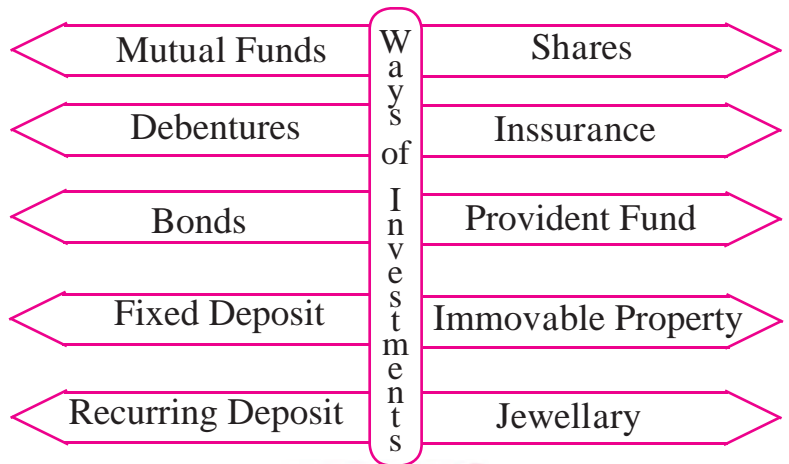 Ways of Investments
Mutual Funds
Shares
Debentures
Inssurance
Bonds
Provident Fund
Fixed Deposit
Immovable Property
Recurring Deposit
Jewellary